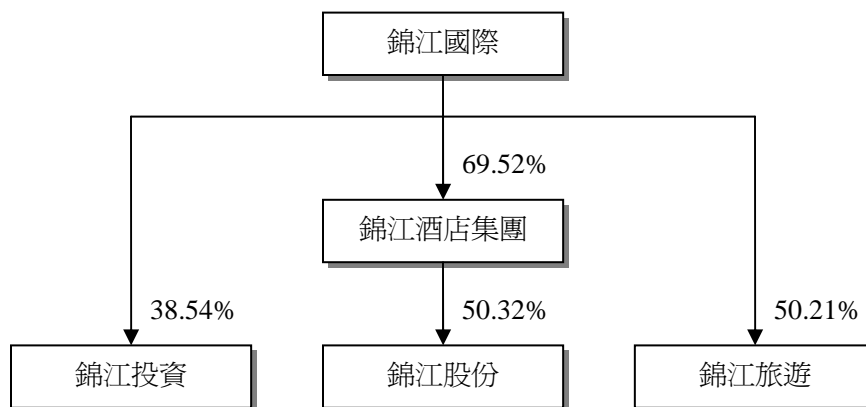 錦江國際
69.52%
錦江酒店集團
38.54%
50.32%
50.21%
錦江投資
錦江股份
錦江旅遊